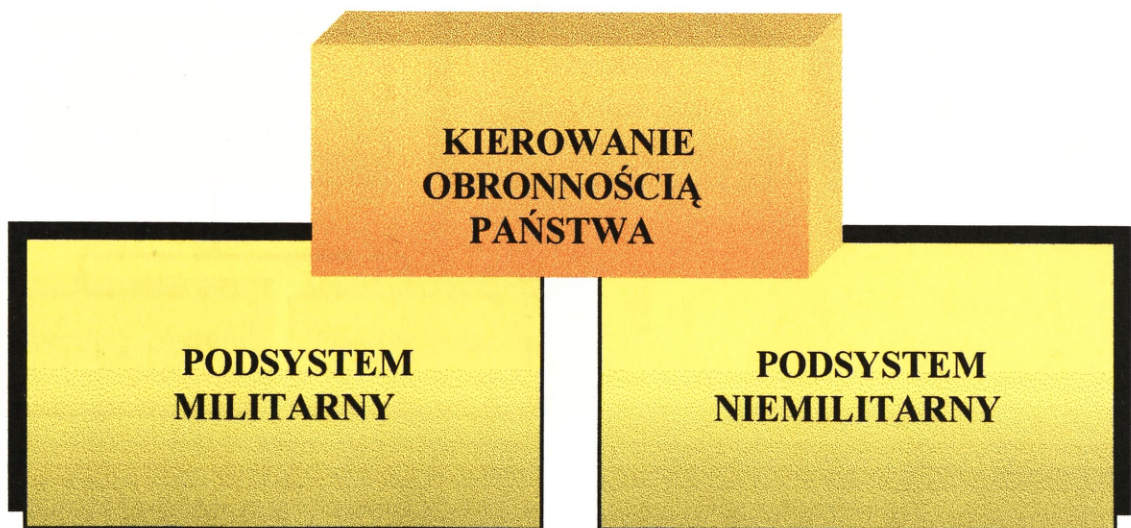 KIEROWANIE
OBRONNOŚCIĄ
PAŃSTWA
PODSYSTEM
MILITARNY
PODSYSTEM
NIEMILITARNY